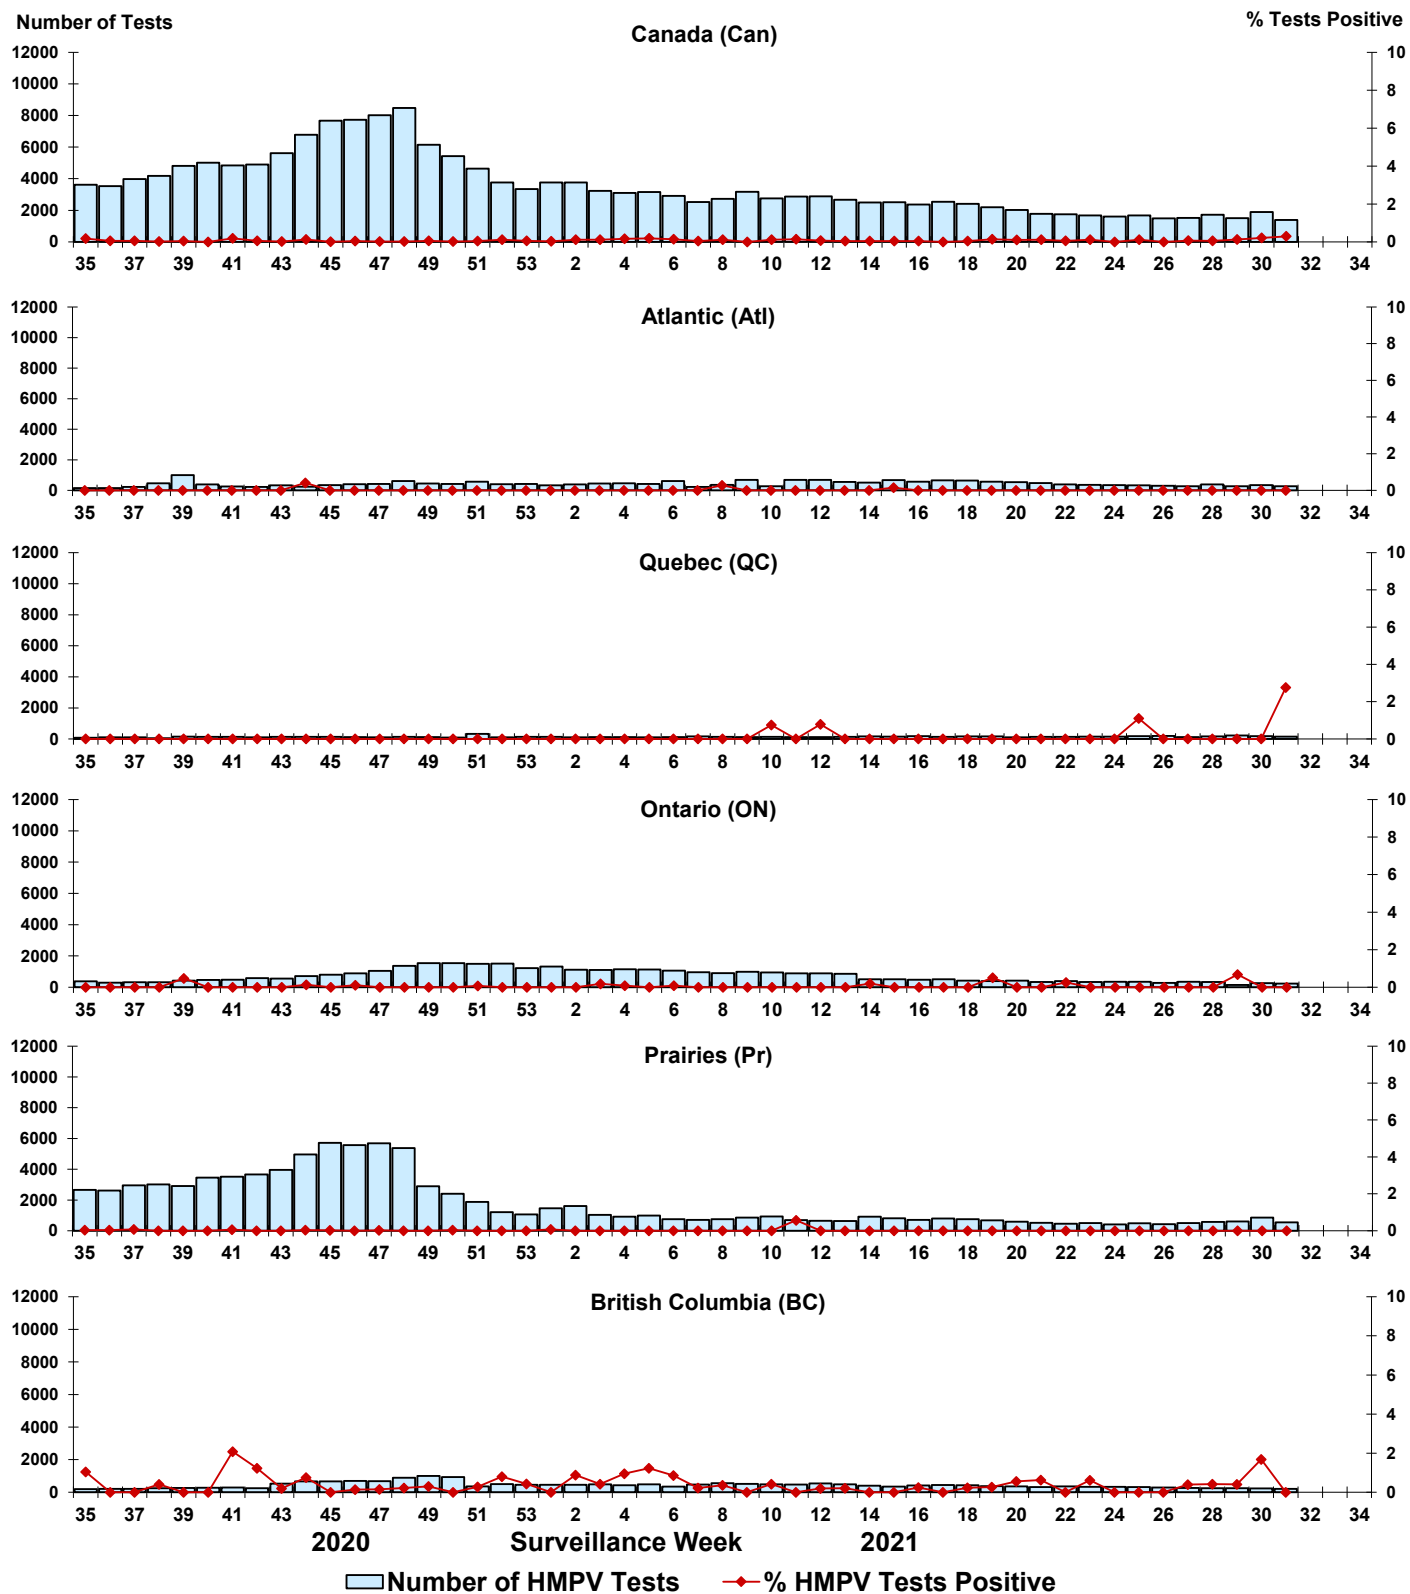 Number of Tests
% Tests Positive
Canada (Can)
12000 10
10000 8
8000 6
6000
4000 4
2000 2
0 0
35 37 39 41 43 45 47 49 51 53 2 4 6 8 10 12 14 16 18 20 22 24 26 28 30 32 34
Atlantic (Atl)
12000 10
10000 8
8000 6
6000
4000 4
2000 2
0 0
35 37 39 41 43 45 47 49 51 53 2 4 6 8 10 12 14 16 18 20 22 24 26 28 30 32 34
Quebec (QC)
12000 10
10000 8
8000 6
6000
4000 4
2000 2
0 0
35 37 39 41 43 45 47 49 51 53 2 4 6 8 10 12 14 16 18 20 22 24 26 28 30 32 34
Ontario (ON)
12000 10
10000 8
8000 6
6000
4000 4
2000 2
0 0
35 37 39 41 43 45 47 49 51 53 2 4 6 8 10 12 14 16 18 20 22 24 26 28 30 32 34
Prairies (Pr)
12000 10
10000 8
8000 6
6000
4000 4
2000 2
0 0
35 37 39 41 43 45 47 49 51 53 2 4 6 8 10 12 14 16 18 20 22 24 26 28 30 32 34
British Columbia (BC)
12000 10
10000 8
8000 6
6000
4000 4
2000 2
0 0
35 37 39 41 43 45 47 49 51 53 2 4 6 8 10 12 14 16 18 20 22 24 26 28 30 32 34
2020 Surveillance Week 2021
Number of HMPV Tests % HMPV Tests Positive